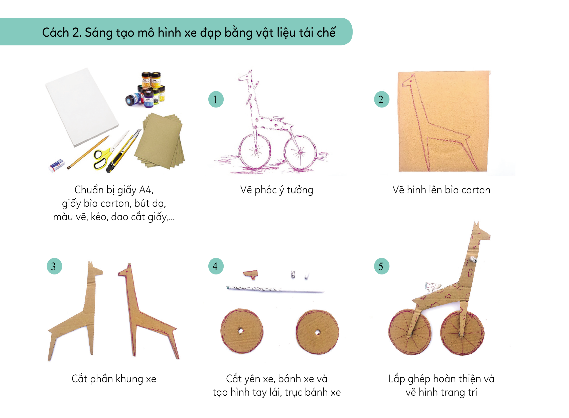 Cách 2. Sáng tạo mô hình xe đạp bằng vật liệu tái chế
Chuẩn bị giấy A4,
giấy bìa carton, bút dạ,
màu vẽ, kéo, dao cắt giấy,...
1
Vẽ phác ý tưởng
2
Vẽ hình lên bìa carton
3
Cắt phần khung xe
4
Cắt yên xe, bánh xe và
tạo hình tay lái, trục bánh xe
5
Lắp ghép hoàn thiện và
vẽ hình trang trí